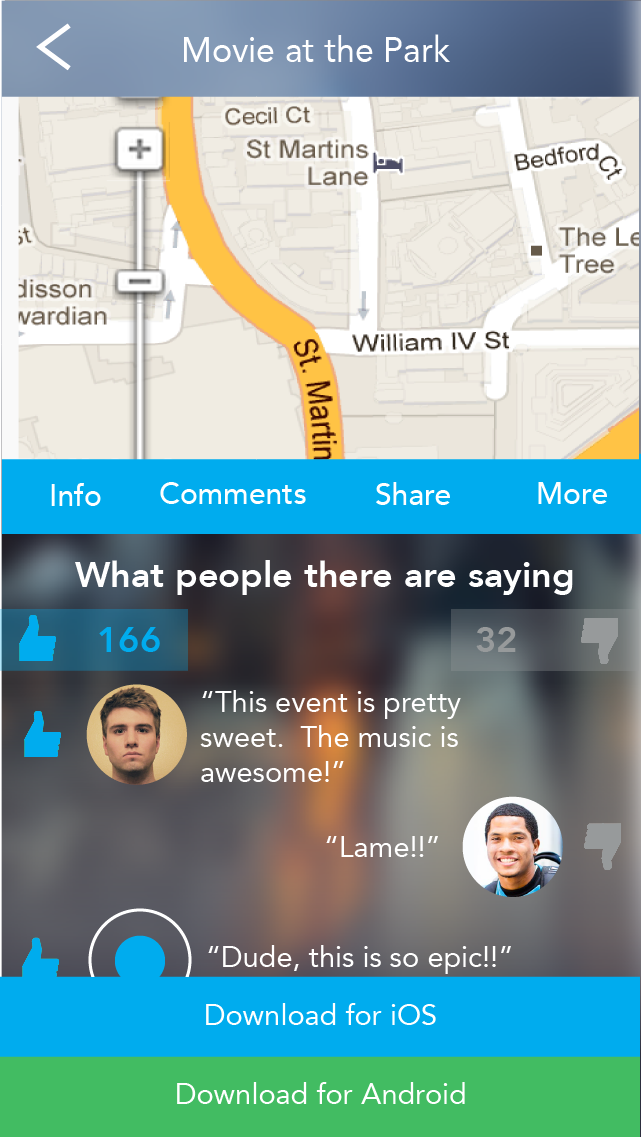 Movie at the Park
Cecil Ct
St Martins
Lane
Bedford Ct
st
The Le
Tree
disson
wardian
William IV St
St. Martin
Info Comments Share More
What people there are saying
166 32
“This event is pretty
sweet. The music is
awesome!”
“Lame!!”
“Dude, this is so epic!!”
Download for iOS
Download for Android